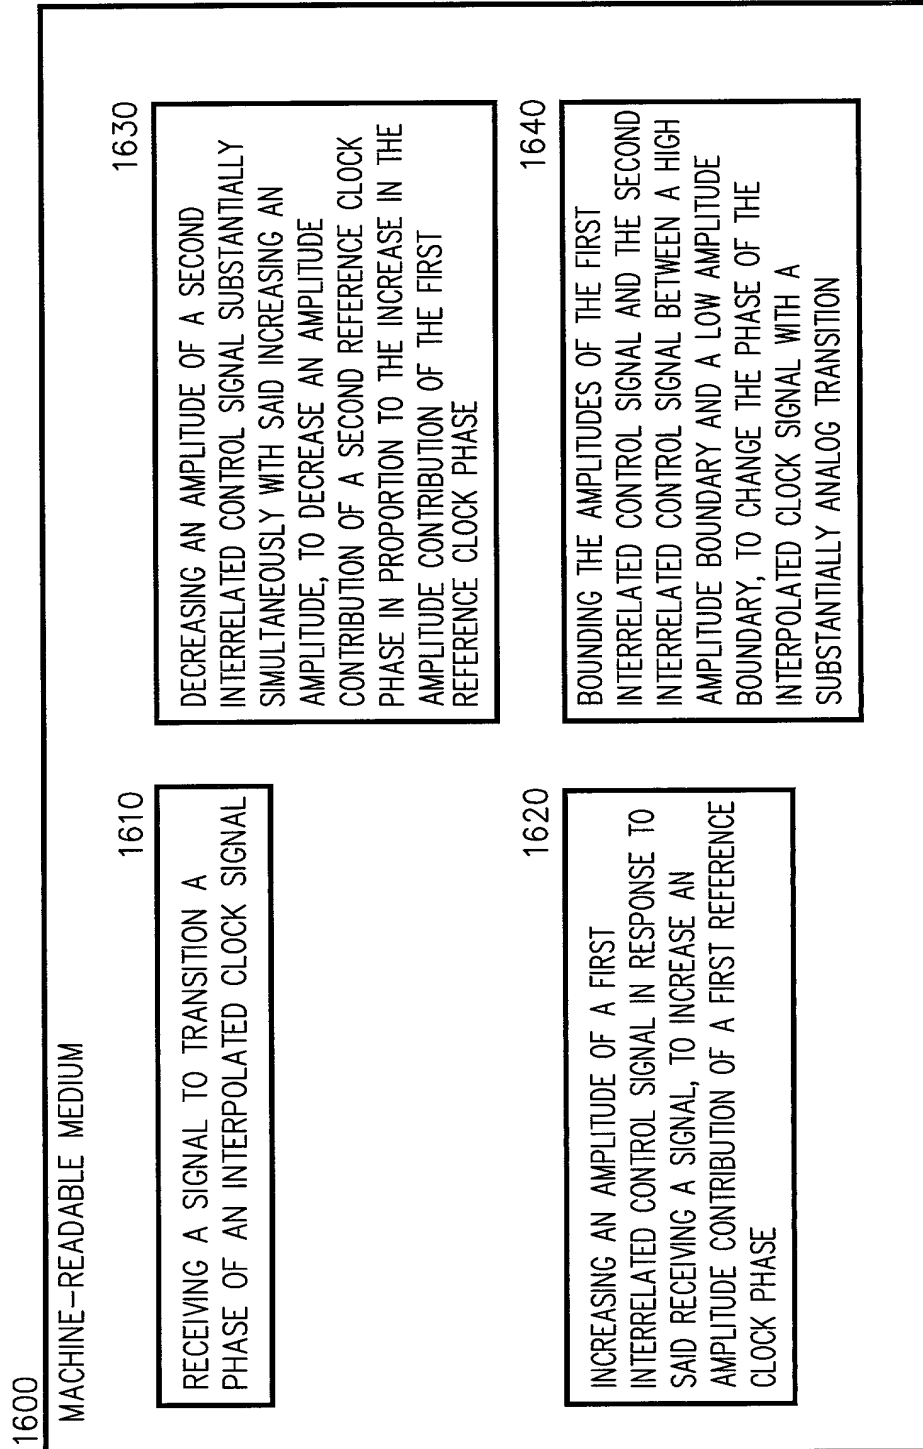 1600
MACHINE-READABLE MEDIUM
1610
RECEIVING A SIGNAL TO TRANSITION A
PHASE OF AN INTERPOLATED CLOCK SIGNAL
1620
INCREASING AN AMPLITUDE OF A FIRST
INTERRELATED CONTROL SIGNAL IN RESPONSE TO
SAID RECEIVING A SIGNAL, TO INCREASE AN
AMPLITUDE CONTRIBUTION OF A FIRST REFERENCE
CLOCK PHASE
1630
DECREASING AN AMPLITUDE OF A SECOND
INTERRELATED CONTROL SIGNAL SUBSTANTIALLY
SIMULTANEOUSLY WITH SAID INCREASING AN
AMPLITUDE, TO DECREASE AN AMPLITUDE
CONTRIBUTION OF A SECOND REFERENCE CLOCK
PHASE IN PROPORTION TO THE INCREASE IN THE
AMPLITUDE CONTRIBUTION OF THE FIRST
REFERENCE CLOCK PHASE
1640
BOUNDING THE AMPLITUDES OF THE FIRST
INTERRELATED CONTROL SIGNAL AND THE SECOND
INTERRELATED CONTROL SIGNAL BETWEEN A HIGH
AMPLITUDE BOUNDARY AND A LOW AMPLITUDE
BOUNDARY, TO CHANGE THE PHASE OF THE
INTERPOLATED CLOCK SIGNAL WITH A
SUBSTANTIALLY ANALOG TRANSITION